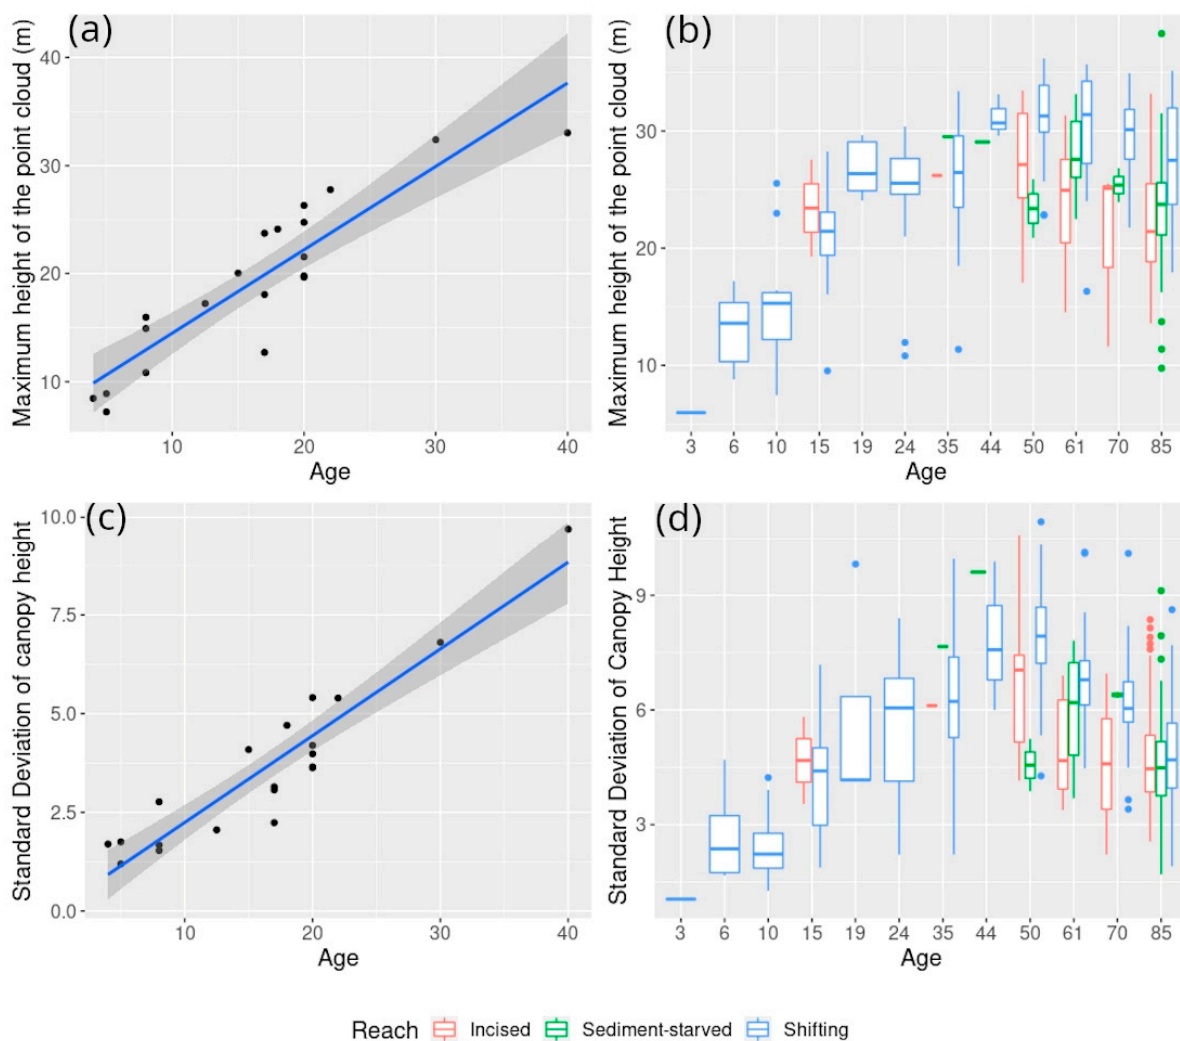 (a)
Maximum height of the point cloud (m)
40
30
20
10
10 20 30 40
Age
(b)
Maximum height of the point cloud (m)
30
20
10
3 6 10 15 19 24 35 44 50 61 70 85
Age
(c)
Standard Deviation of canopy height
10.0
7.5
5.0
2.5
0.0
10 20 30 40
Age
(d)
Standard Deviation of Canopy Height
9
6
3
3 6 10 15 19 24 35 44 50 61 70 85
Age
Reach Incised Sediment-starved Shifting